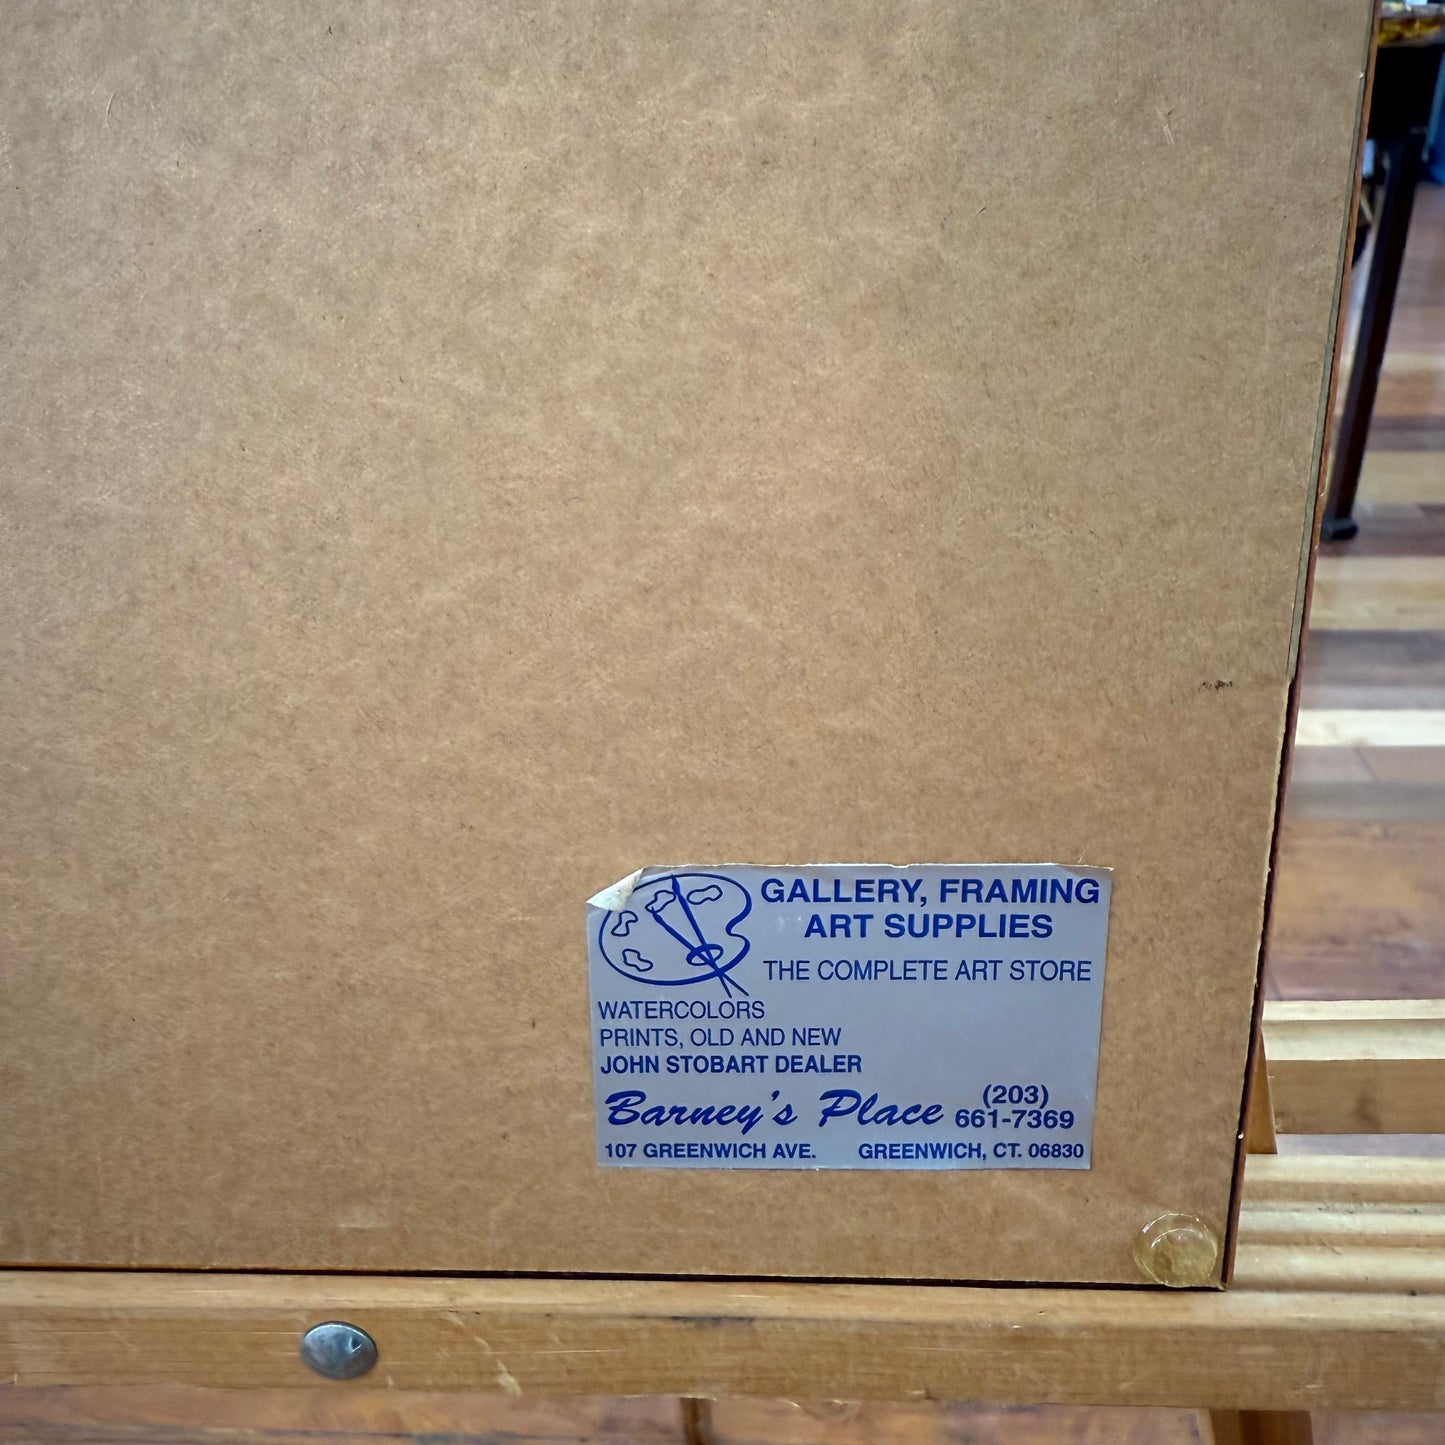 GALLERY, FRAMING
ART SUPPLIES
THE COMPLETE ART STORE
WATERCOLORS
PRINTS, OLD AND NEW
JOHN STOBART DEALER
Barney's Place (203) 661-7369
107 GREENWICH AVE. GREENWICH, CT. 06830